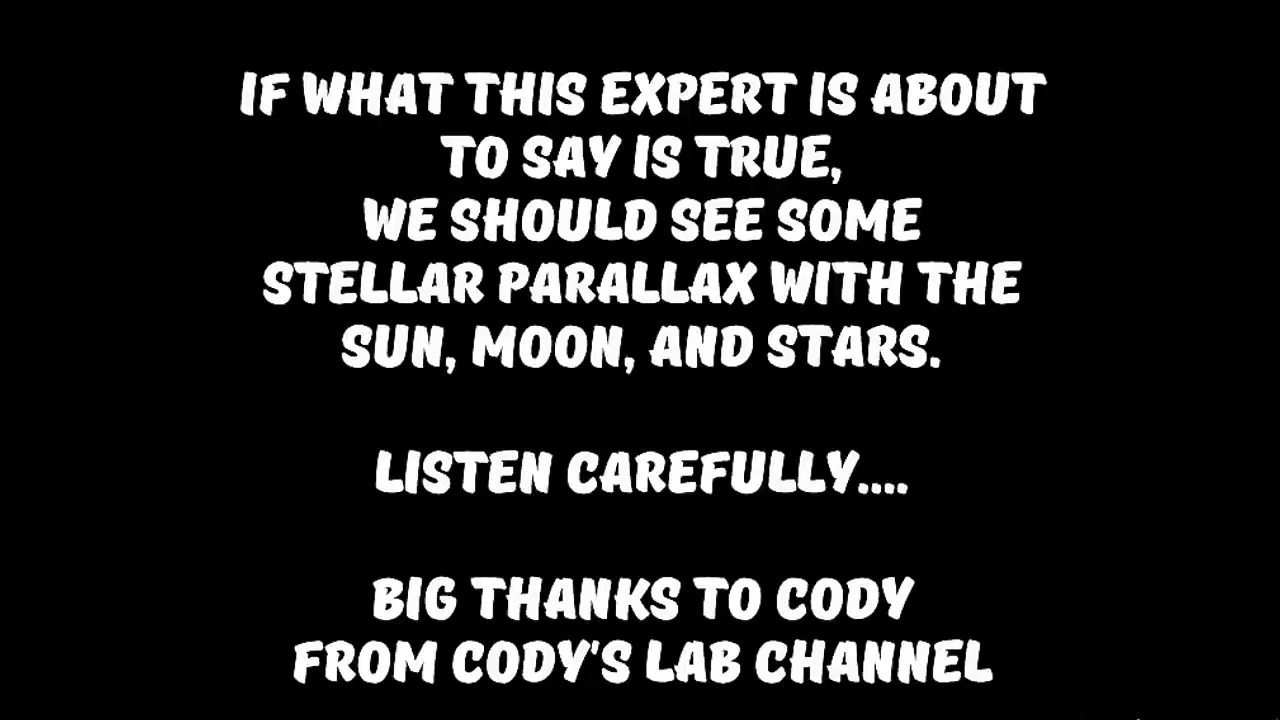 IF WHAT THIS EXPERT IS ABOUT
TO SAY IS TRUE,
WE SHOULD SEE SOME
STELLAR PARALLAX WITH THE
SUN, MOON, AND STARS.
LISTEN CAREFULLY....
BIG THANKS TO CODY
FROM CODY'S LAB CHANNEL